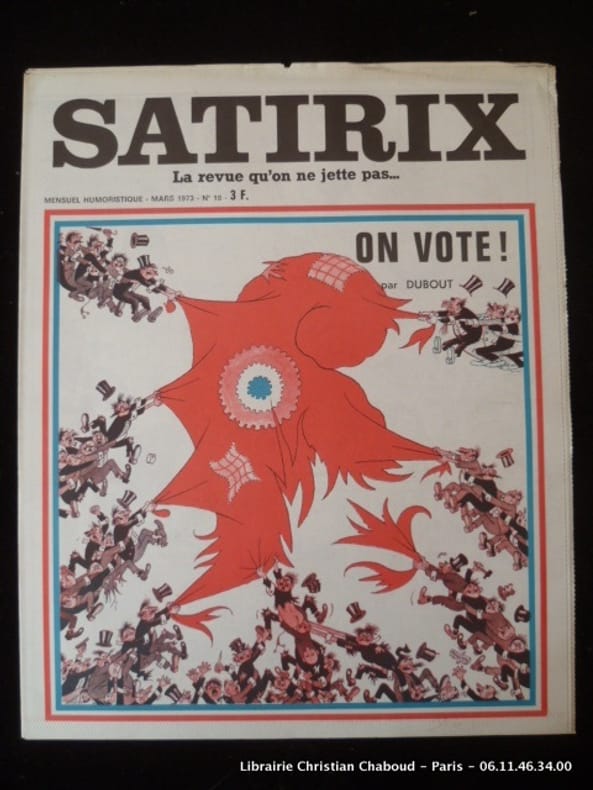 SATIRIX
La revue qu'on ne jette pas...
MENSUEL HUMORISTIQUE - MARS 1973 - N° 18 - 3 F.
ON VOTE !
par DUBOUT
Librairie Christian Chaboud - Paris - 06.11.46.34.00